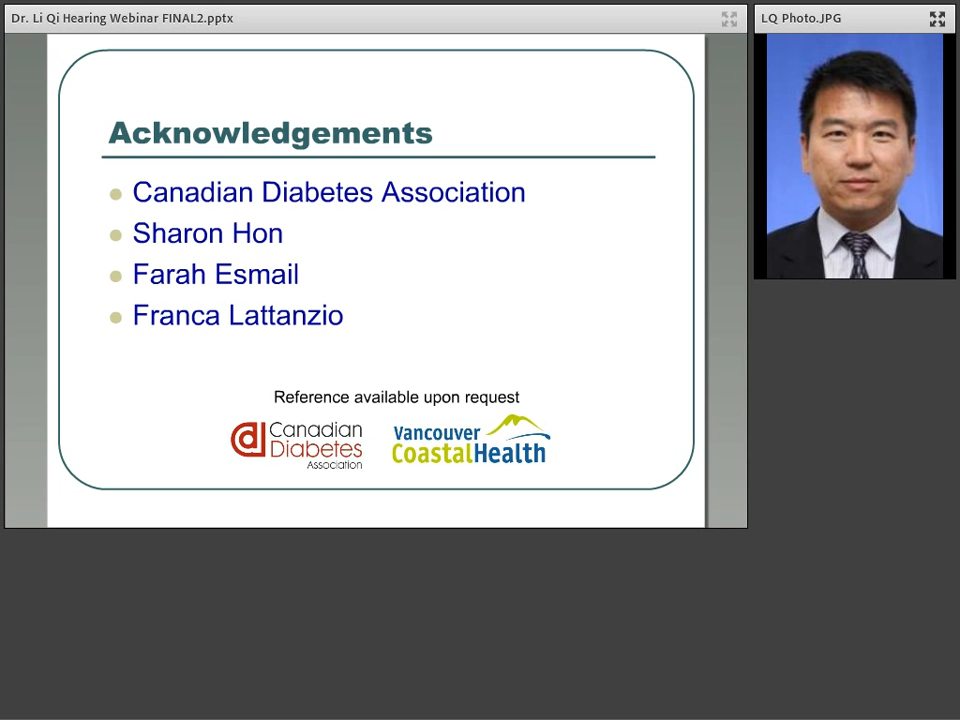 Dr. Li Qi Hearing Webinar FINAL2.pptx
LQ Photo.JPG
Acknowledgements
Canadian Diabetes Association
Sharon Hon
Farah Esmail
Franca Lattanzio
Reference available upon request
Canadian
Diabetes
Association
Vancouver
CoastalHealth